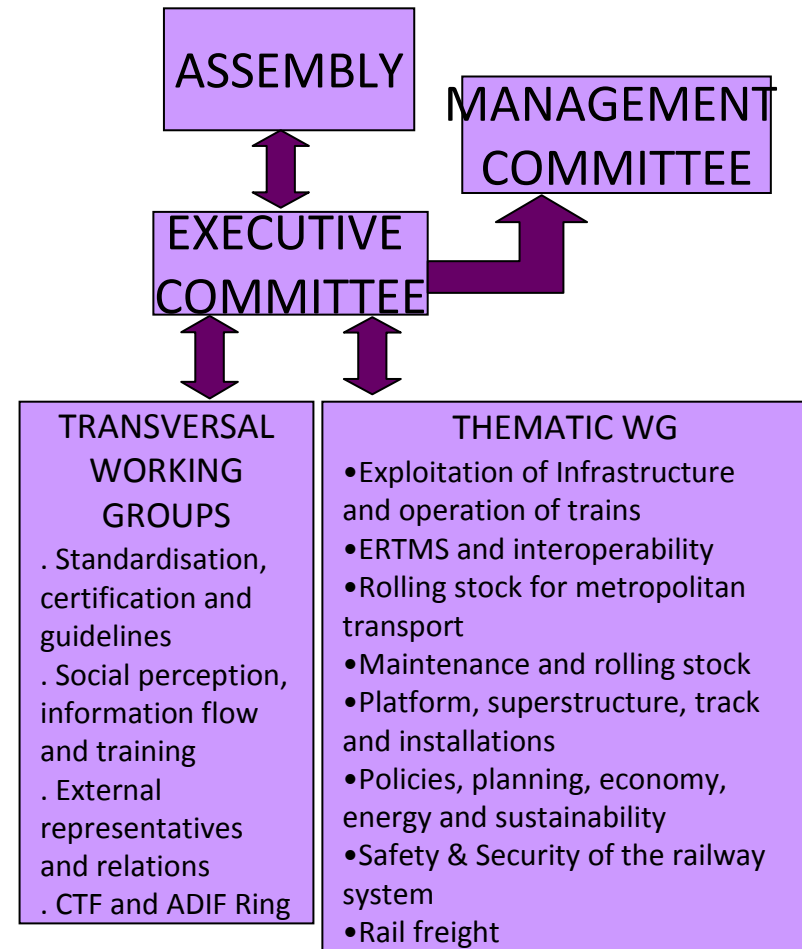 ASSEMBLY
MANAGEMENT
COMMITTEE
EXECUTIVE
COMMITTEE
TRANSVERSAL
WORKING
GROUPS
. Standardisation,
certification and
guidelines
. Social perception,
information flow
and training
. External
representatives
and relations
. CTF and ADIF Ring
THEMATIC WG
•Exploitation of Infrastructure
and operation of trains
•ERTMS and interoperability
•Rolling stock for metropolitan
transport
•Maintenance and rolling stock
•Platform, superstructure, track
and installations
•Policies, planning, economy,
energy and sustainability
•Safety & Security of the railway
system
•Rail freight